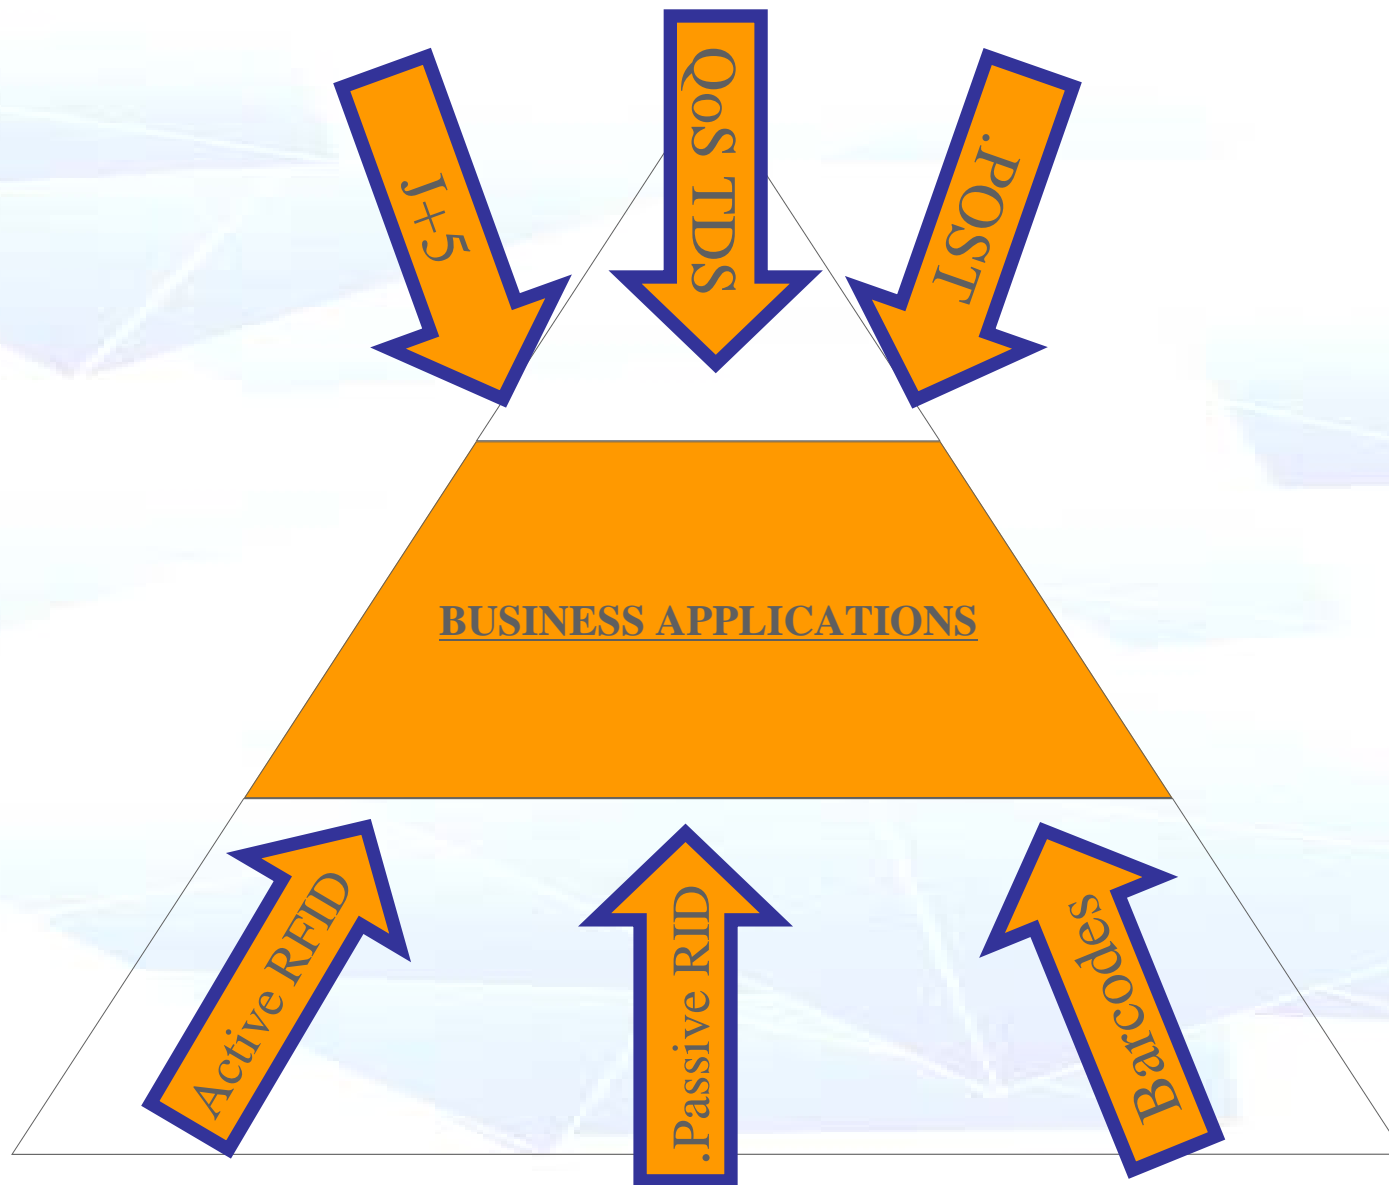 J+5
QoS TDS
.POST
BUSINESS APPLICATIONS
Active RFID
.Passive RID
Barcodes